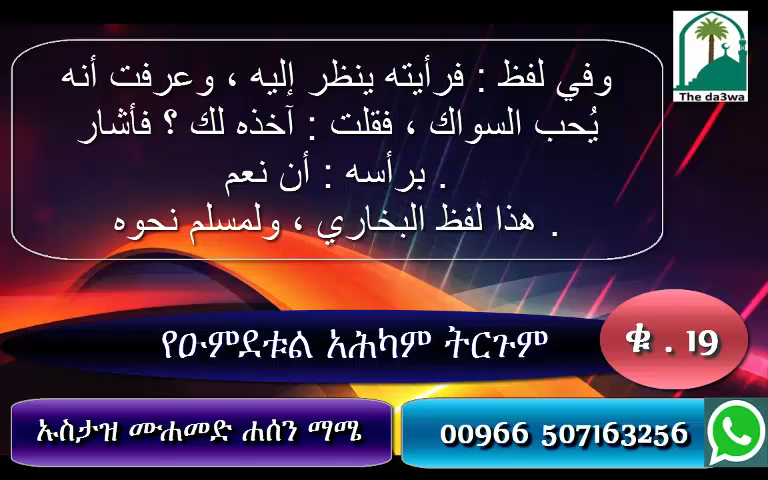 The da3wa
وفي لفظ : فرأيته ينظر إليه ، وعرفت أنه
يُحب السواك ، فقلت : آخذه لك ؟ فأشار
برأسه : أن نعم .
هذا لفظ البخاري ، ولمسلم نحوه .
የዑምደቱል አሕካም ትርጉም
ቁ . 19
ኡስታዝ ሙሐመድ ሐሰን ማሜ
00966 507163256